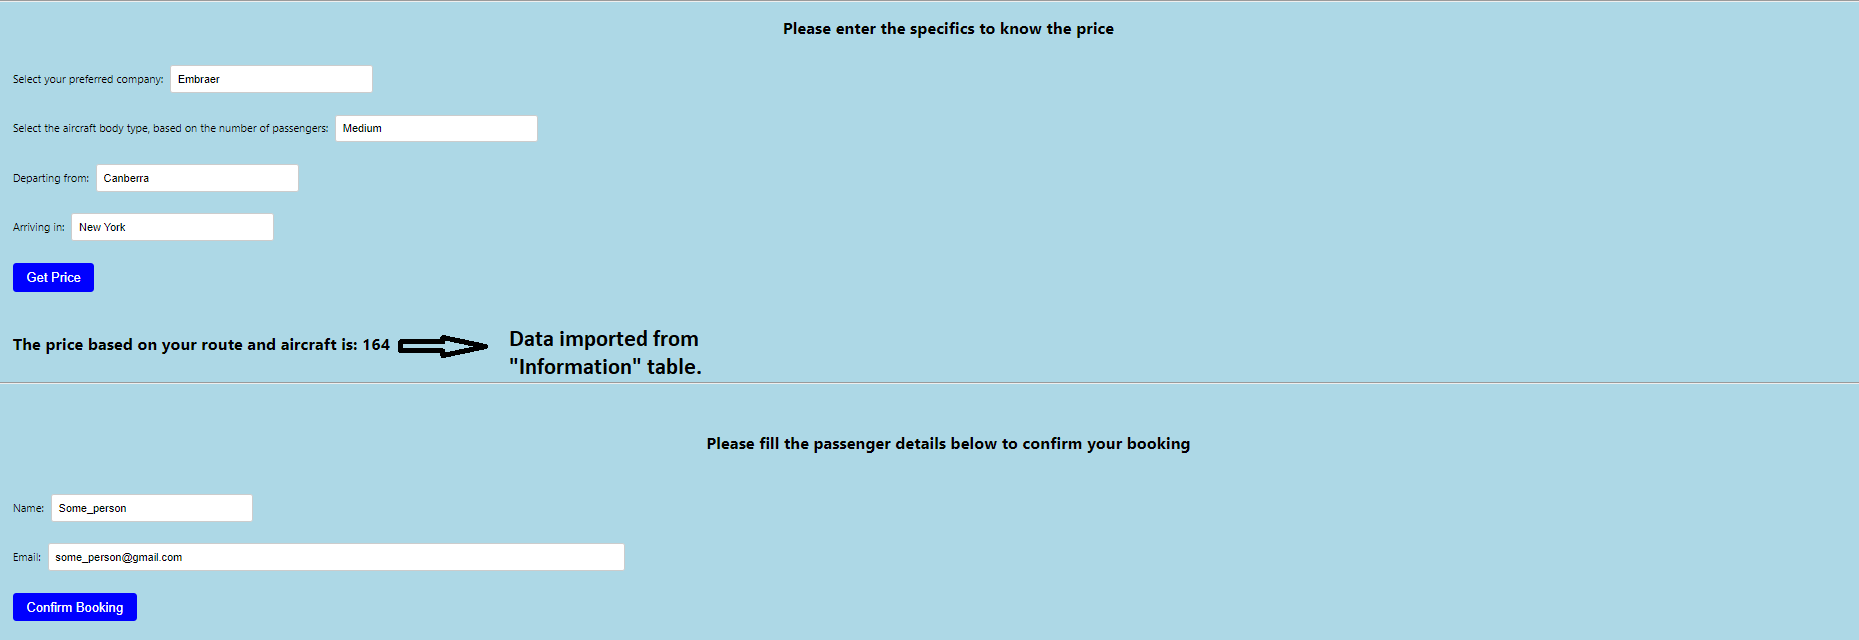 Please enter the specifics to know the price
Select your preferred company: Embraer
Select the aircraft body type, based on the number of passengers: Medium
Departing from: Canberra
Arriving in: New York
Get Price
The price based on your route and aircraft is: 164
Data imported from
"Information" table.
Please fill the passenger details below to confirm your booking
Name: Some_person
Email: some_person@gmail.com
Confirm Booking